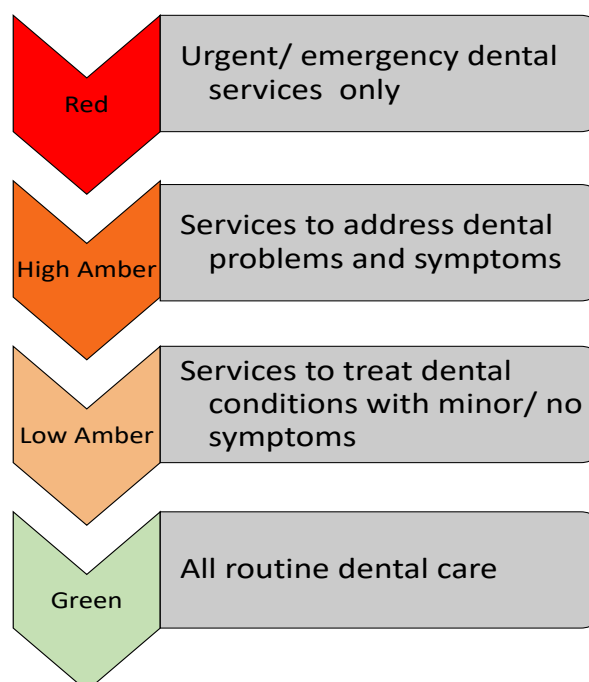 Red
Urgent/ emergency dental
services only
High Amber
Services to address dental
problems and symptoms
Low Amber
Services to treat dental
conditions with minor/ no
symptoms
Green
All routine dental care